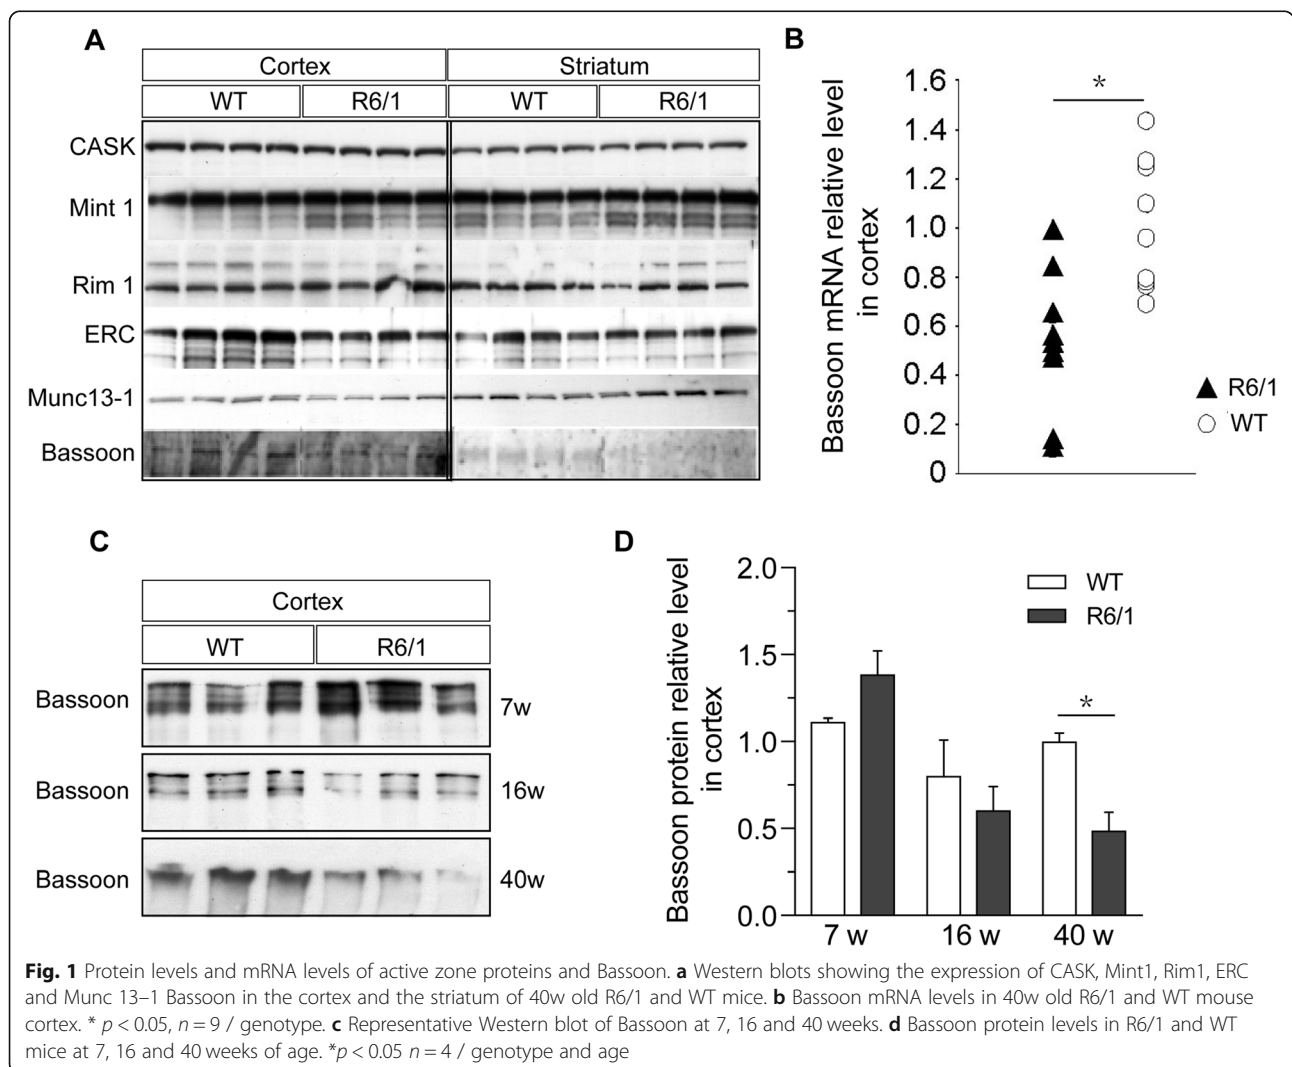 A
Cortex
Striatum
WT
R6/1
WT
R6/1
CASK
Mint 1
Rim 1
ERC
Munc13-1
Bassoon
B
Bassoon mRNA relative level
in cortex
1.6
1.4
1.2
1.0
0.8
0.6
0.4
0.2
0
*
R6/1
WT
C
Cortex
WT
R6/1
Bassoon
7w
Bassoon
16w
Bassoon
40w
D
Bassoon protein relative level
in cortex
2.0
1.5
1.0
0.5
0.0
WT
R6/1
*
7 w
16 w
40 w
Fig. 1 Protein levels and mRNA levels of active zone proteins and Bassoon. a Western blots showing the expression of CASK, Mint1, Rim1, ERC
and Munc 13–1 Bassoon in the cortex and the striatum of 40w old R6/1 and WT mice. b Bassoon mRNA levels in 40w old R6/1 and WT mouse
cortex. * p < 0.05, n = 9 / genotype. c Representative Western blot of Bassoon at 7, 16 and 40 weeks. d Bassoon protein levels in R6/1 and WT
mice at 7, 16 and 40 weeks of age. *p < 0.05 n = 4 / genotype and age